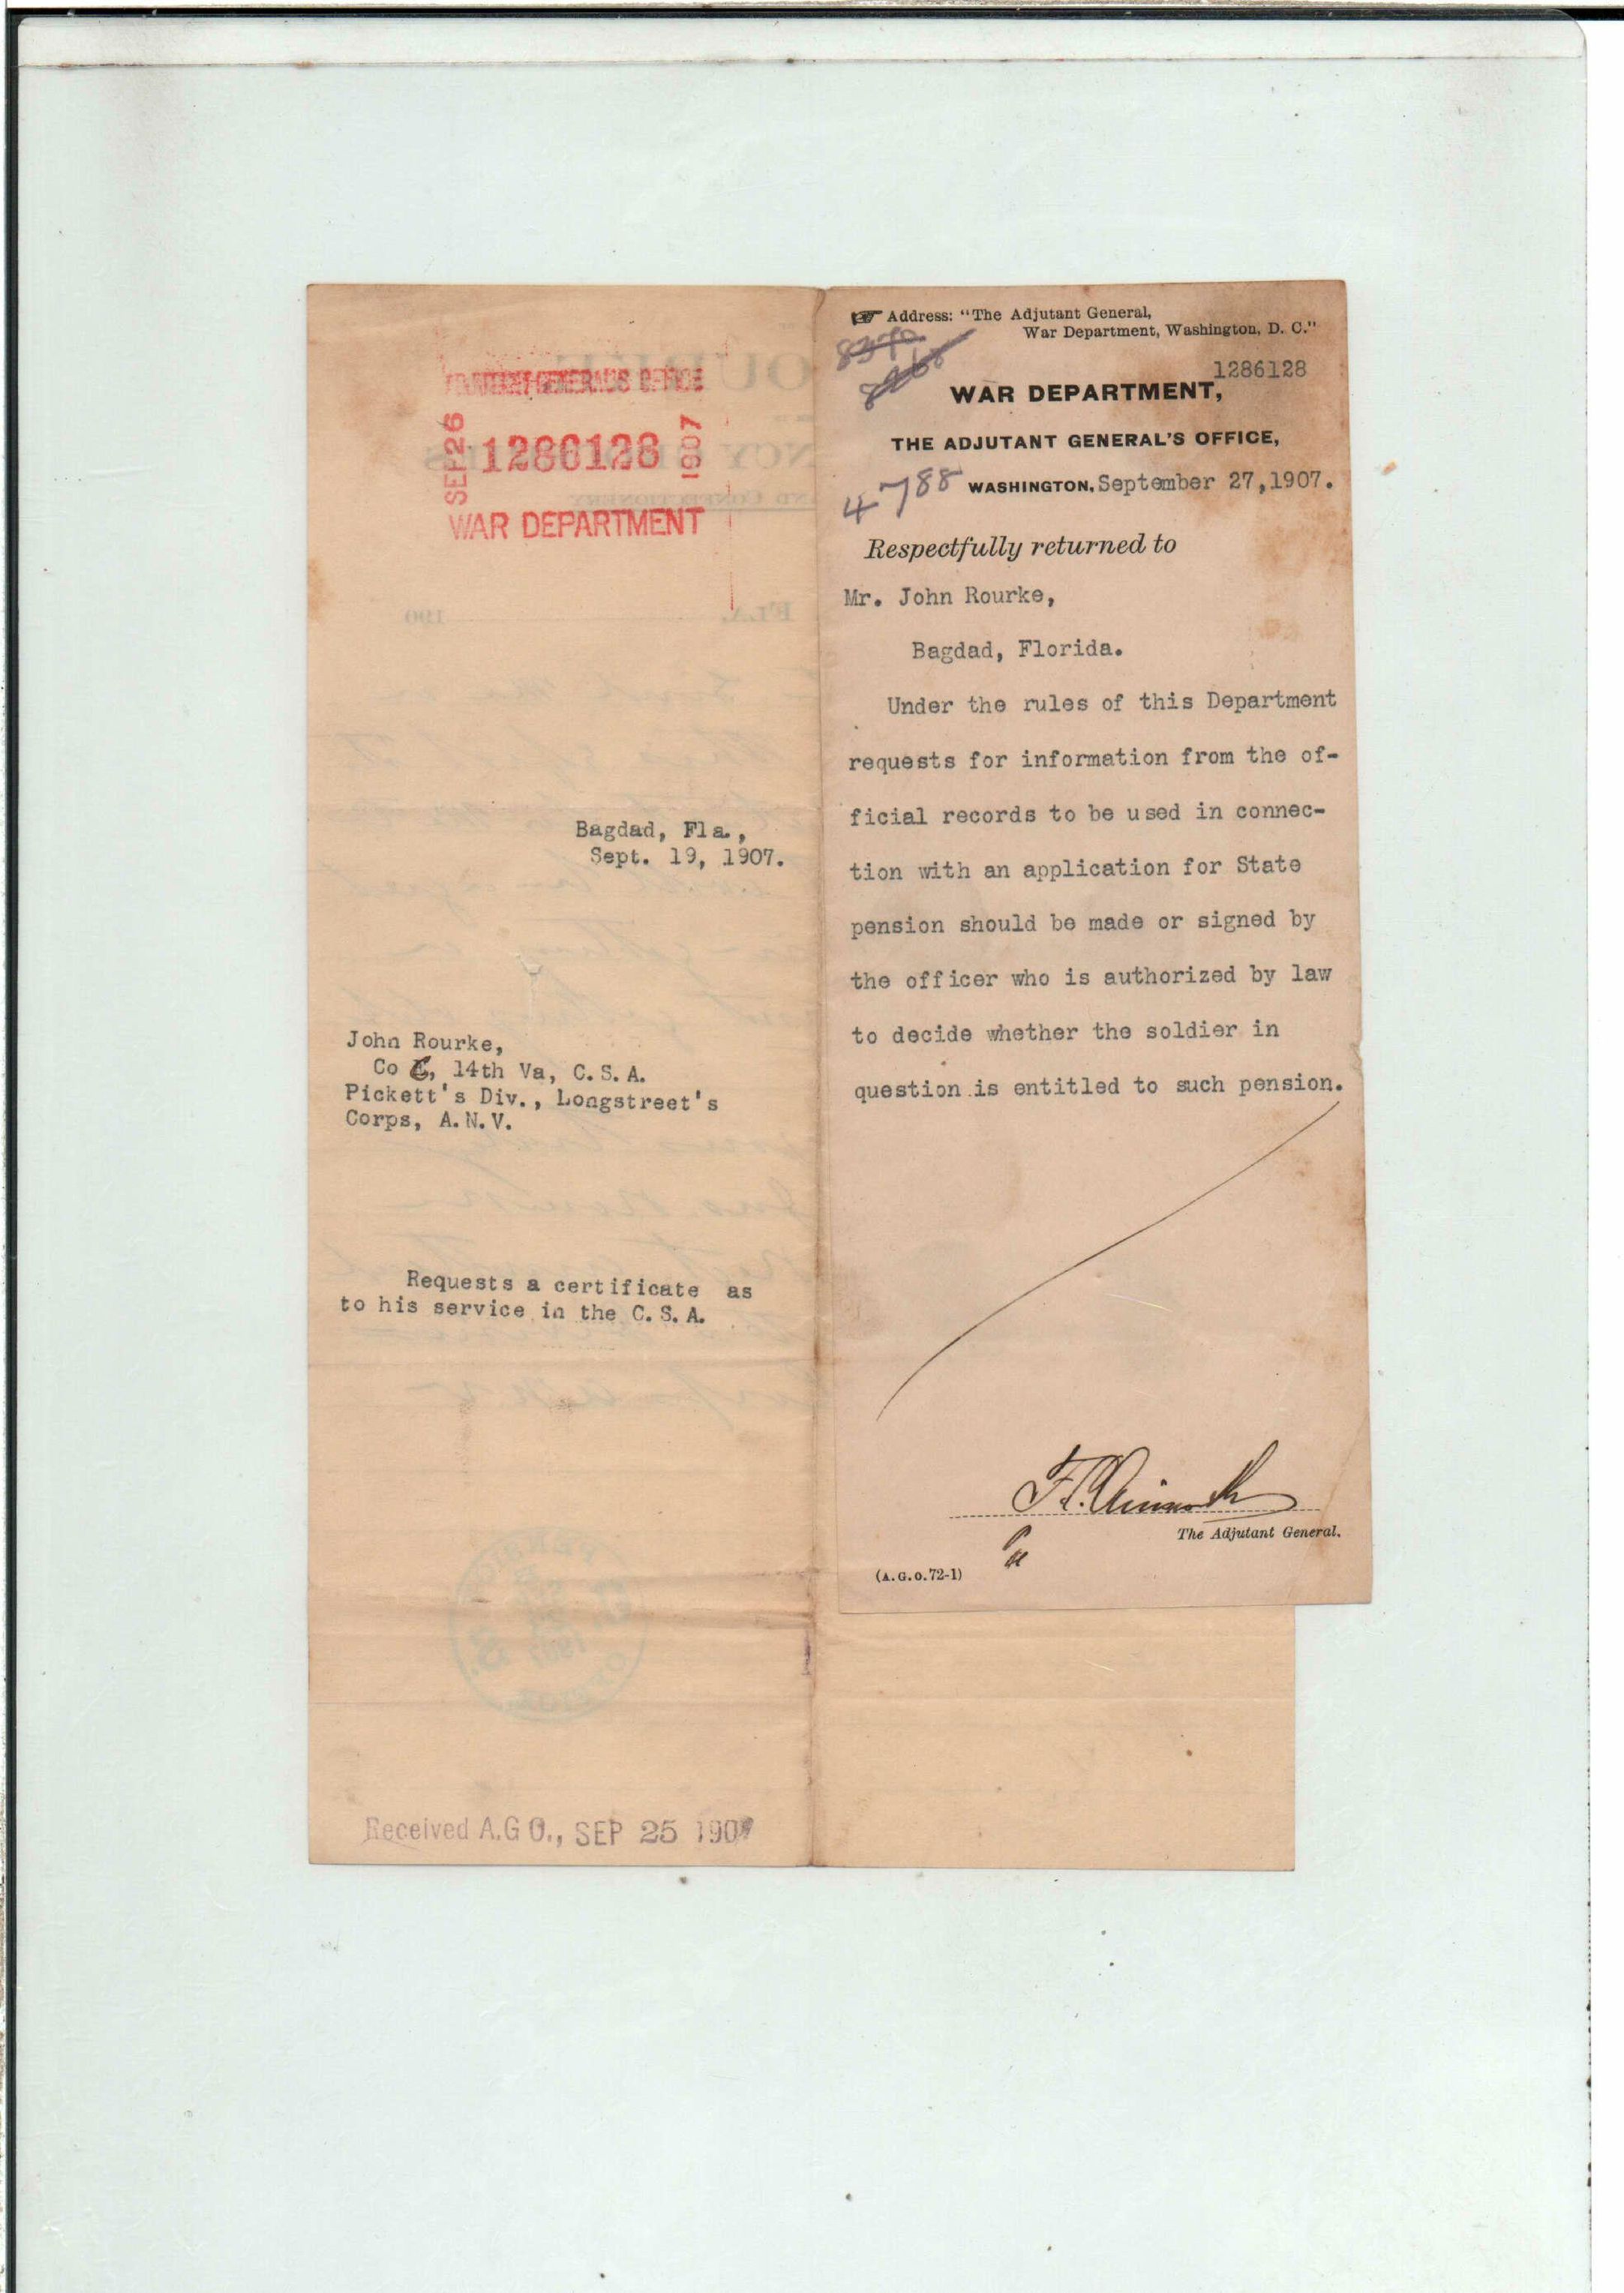 ADJUTANT GENERAL'S OFFICE
SEP 26
1286128
1907
WAR DEPARTMENT
Bagdad, Fla.,
Sept. 19, 1907.
John Rourke,
Co C, 14th Va, C.S.A.
Pickett's Div., Longstreet's
Corps, A.N.V.
Requests a certificate as
to his service in the C.S.A.
Received A.G O., SEP 25 1907
☞ Address: "The Adjutant General,
War Department, Washington, D. C."
1286128
WAR DEPARTMENT,
THE ADJUTANT GENERAL'S OFFICE,
4788
WASHINGTON, September 27, 1907.
Respectfully returned to
Mr. John Rourke,
Bagdad, Florida.
Under the rules of this Department
requests for information from the of-
ficial records to be used in connec-
tion with an application for State
pension should be made or signed by
the officer who is authorized by law
to decide whether the soldier in
question is entitled to such pension.
F.C. Ainsworth
The Adjutant General.
(A.G.O.72-1)